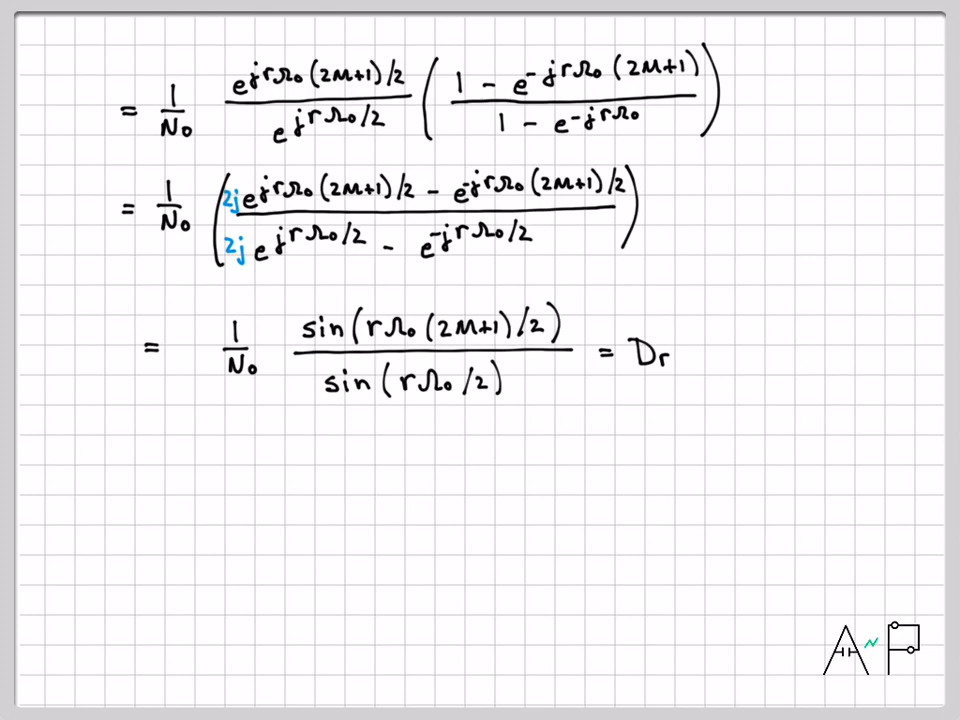 = 1/N₀ e^{jrΩ₀(2M+1)/2} / e^{jrΩ₀/2} ( (1 - e^{-jrΩ₀(2M+1)}) / (1 - e^{-jrΩ₀}) )
= 1/N₀ ( (2j e^{jrΩ₀(2M+1)/2} - e^{-jrΩ₀(2M+1)/2}) / (2j e^{jrΩ₀/2} - e^{-jrΩ₀/2}) )
= 1/N₀ sin(rΩ₀(2M+1)/2) / sin(rΩ₀/2) = Dr